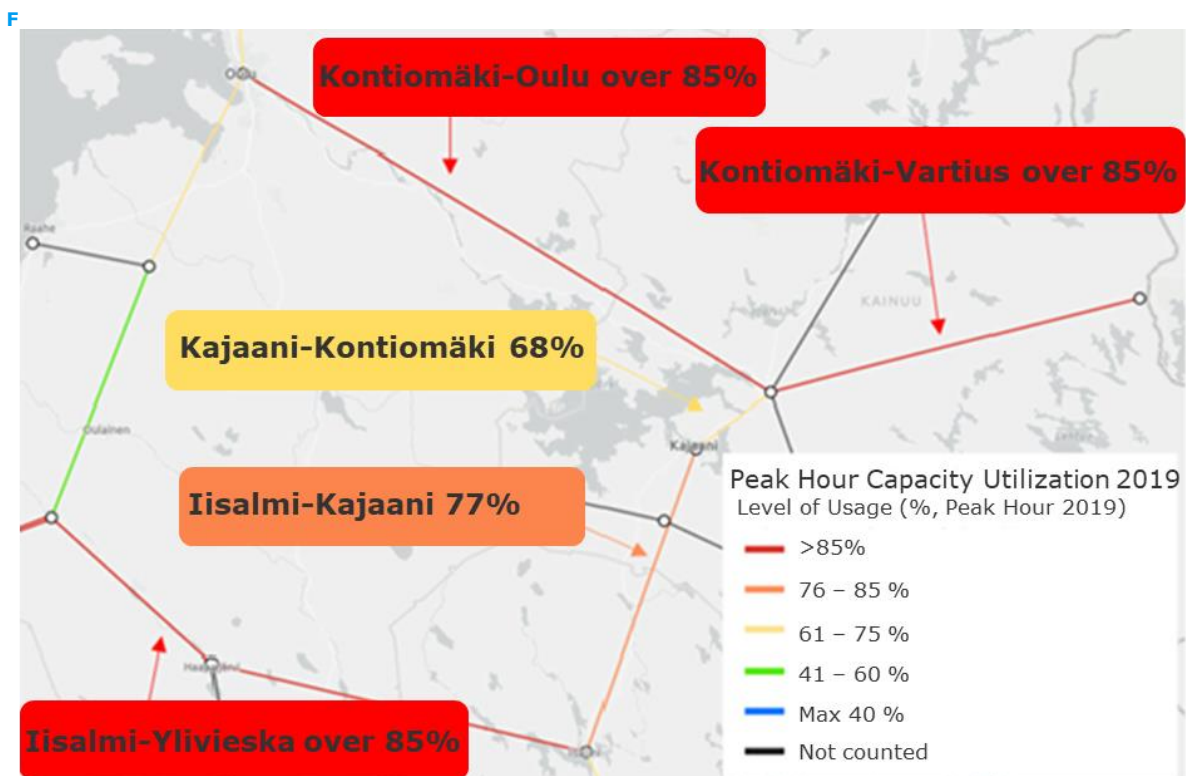 F
Kontiomäki-Oulu over 85%
Kontiomäki-Vartius over 85%
Raahe
KAINUU
Kajaani-Kontiomäki 68%
Oulainen
Kajaani
Iisalmi-Kajaani 77%
Peak Hour Capacity Utilization 2019
Level of Usage (%, Peak Hour 2019)
>85%
76 – 85 %
61 – 75 %
41 – 60 %
Max 40 %
Not counted
Iisalmi-Ylivieska over 85%